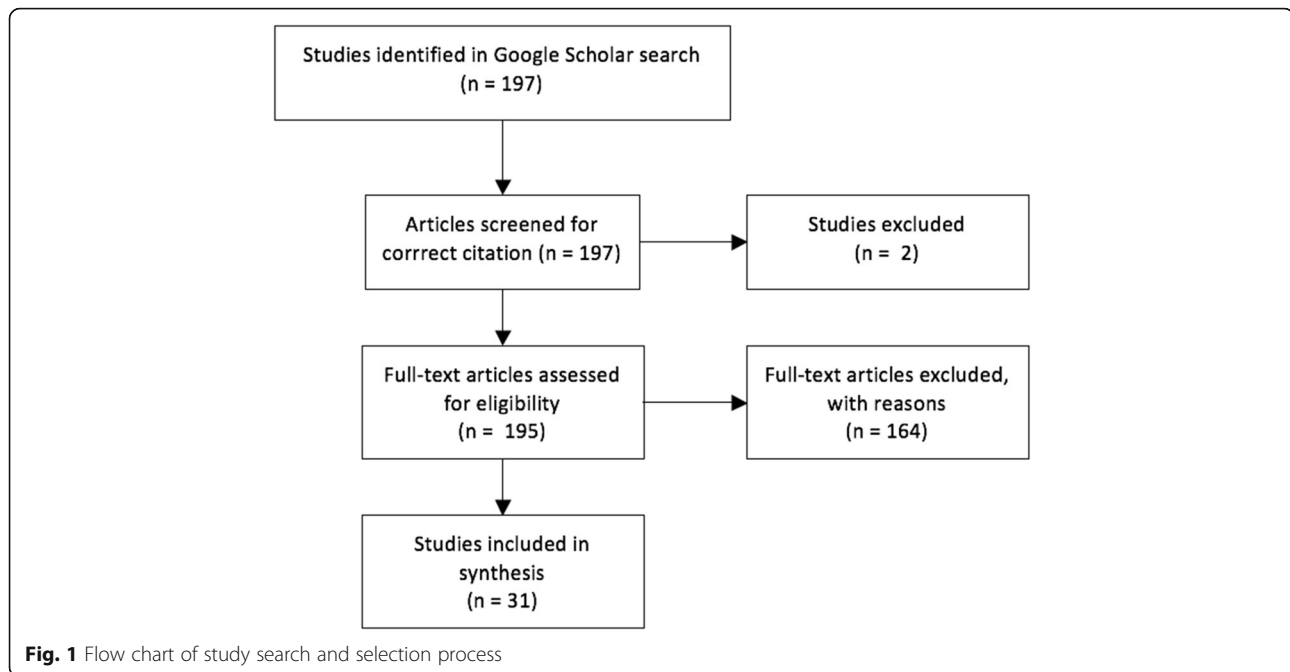 Studies identified in Google Scholar search
(n = 197)
Articles screened for
corrrect citation (n = 197)
Studies excluded
(n = 2)
Full-text articles assessed
for eligibility
(n = 195)
Full-text articles excluded,
with reasons
(n = 164)
Studies included in
synthesis
(n = 31)
Fig. 1 Flow chart of study search and selection process